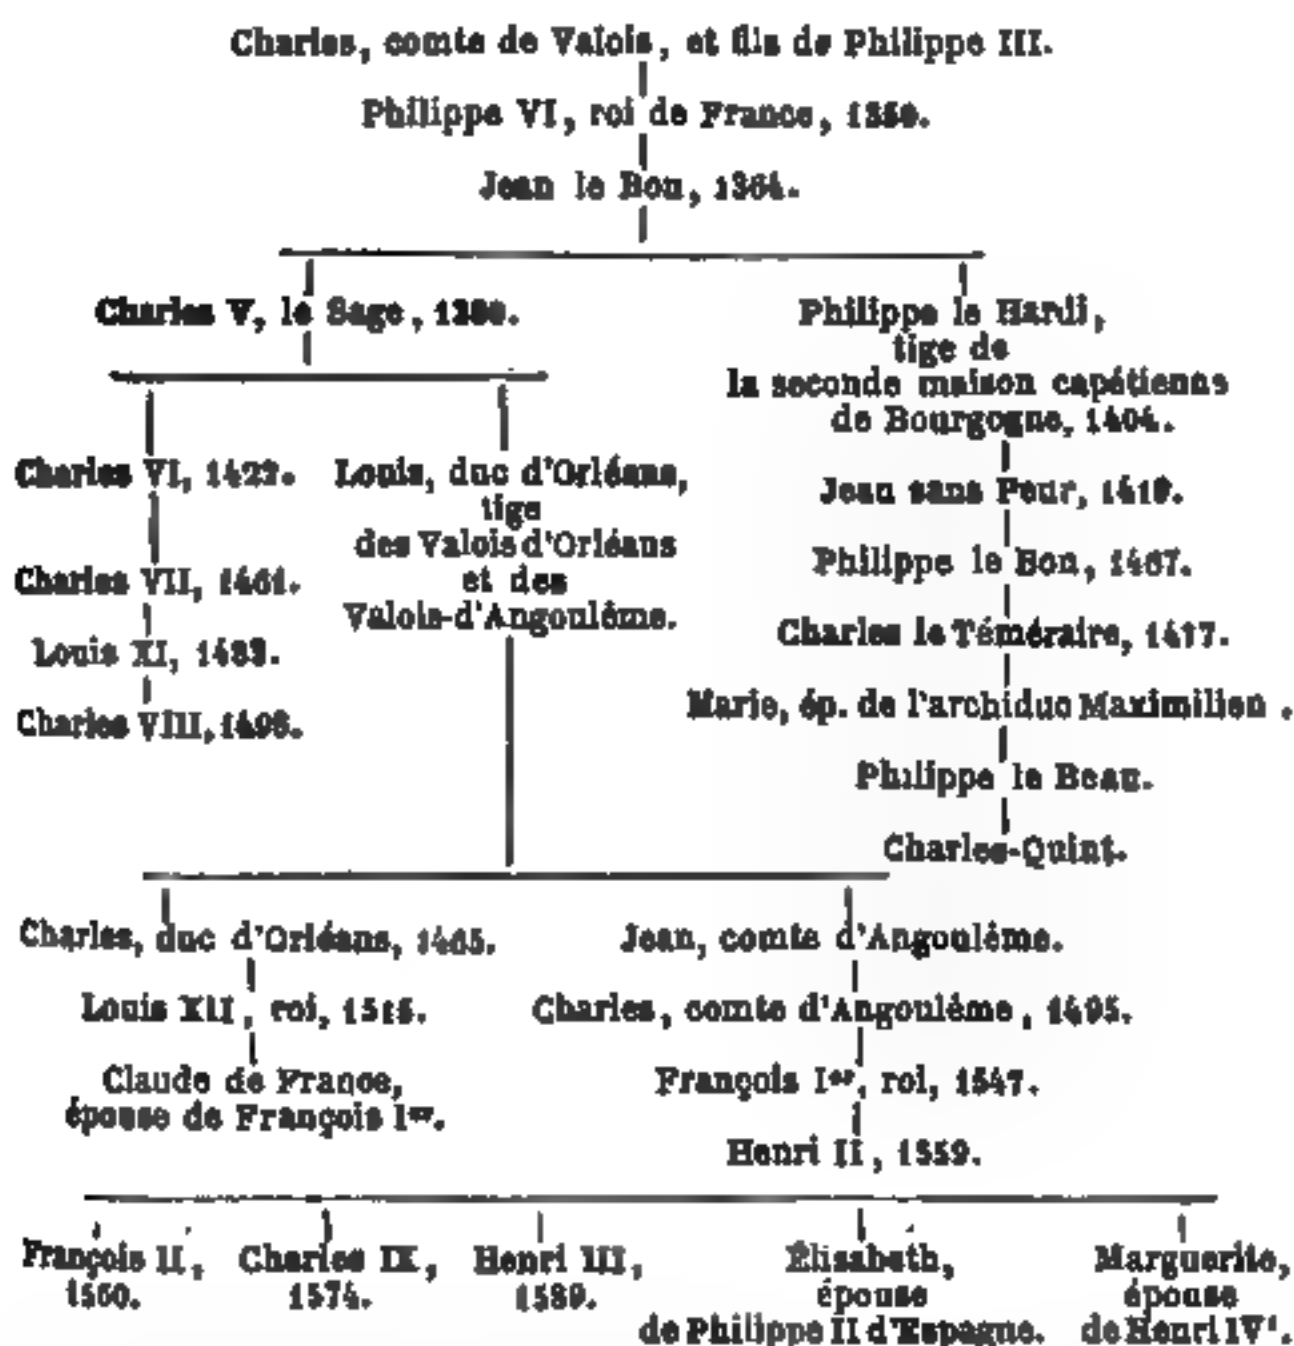 Charles, comte de Valois, et fils de Philippe III.
Philippe VI, roi de France, 1350.
Jean le Bon, 1364.
Charles V, le Sage, 1380.
Philippe le Hardi,
tige de
la seconde maison capétienne
de Bourgogne, 1404.
Charles VI, 1422.
Louis, duc d'Orléans,
tige
des Valois d'Orléans
et des
Valois-d'Angoulême.
Jean sans Peur, 1419.
Philippe le Bon, 1467.
Charles VII, 1461.
Charles le Téméraire, 1477.
Louis XI, 1483.
Marie, ép. de l'archiduc Maximilien.
Charles VIII, 1498.
Philippe le Beau.
Charles-Quint.
Charles, duc d'Orléans, 1465.
Jean, comte d'Angoulême.
Louis XII, roi, 1515.
Charles, comte d'Angoulême, 1495.
Claude de France,
épouse de François Ier.
François Ier, roi, 1547.
Henri II, 1559.
François II,
1560.
Charles IX,
1574.
Henri III,
1589.
Élisabeth,
épouse
de Philippe II d'Espagne.
Marguerite,
épouse
de Henri IV¹.